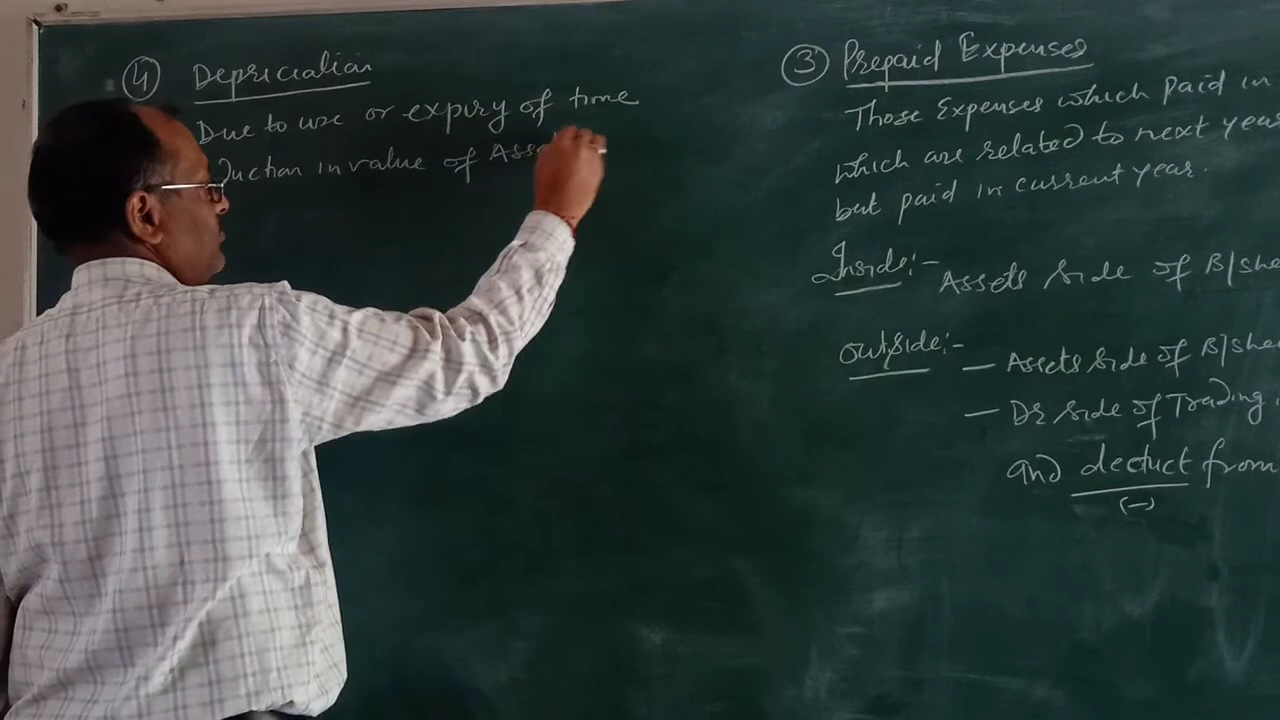 ④ Depriciation
Due to use or expiry of time
duction in value of Asse
③ Prepaid Expenses
Those Expenses which paid in
which are related to next year
but paid in current year.
Inside:-
Assets side of B/She
Outside:-
— Assets side of B/She
— Dr side of Trading
and deduct from
(-)